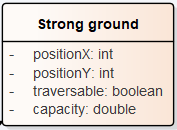 Strong ground
- positionX: int
- positionY: int
- traversable: boolean
- capacity: double